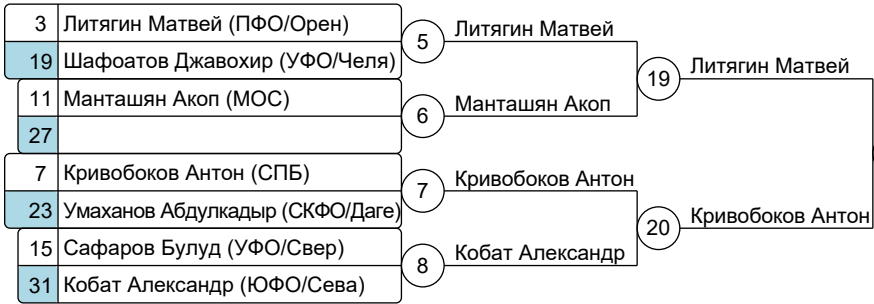 3 Литягин Матвей (ПФО/Орен)
19 Шафоатов Джавохир (УФО/Челя)
5 Литягин Матвей
11 Манташян Акоп (МОС)
27
6 Манташян Акоп
19 Литягин Матвей
7 Кривобоков Антон (СПБ)
23 Умаханов Абдулкадыр (СКФО/Даге)
7 Кривобоков Антон
15 Сафаров Булуд (УФО/Свер)
31 Кобат Александр (ЮФО/Сева)
8 Кобат Александр
20 Кривобоков Антон